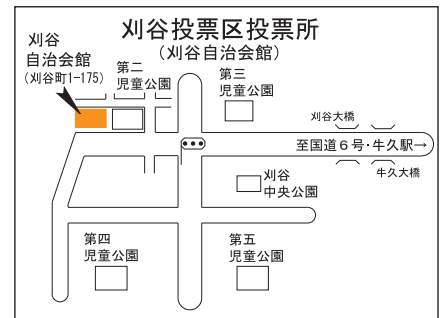 刈谷投票区投票所
(刈谷自治会館)
刈谷
自治会館
(刈谷町1-175)
第二
児童公園
第三
児童公園
刈谷大橋
至国道6号・牛久駅→
牛久大橋
刈谷
中央公園
第四
児童公園
第五
児童公園